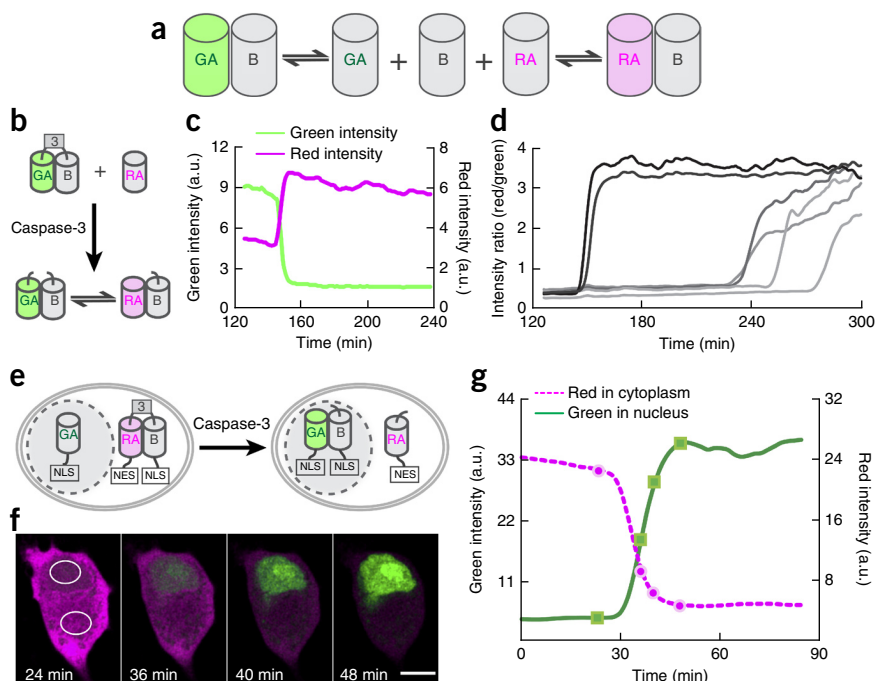 a
GA B GA + B + RA RA B
b
3
GA B + RA
Caspase-3
GA B RA B
c
Green intensity
Red intensity
Green intensity (a.u.)
12
9
6
3
0
8
6
4
2
0
Red intensity (a.u.)
120 160 200 240
Time (min)
d
Intensity ratio (red/green)
4
3
2
1
0
120 180 240 300
Time (min)
e
3
GA RA B
NLS NES NLS
Caspase-3
GA B RA
NLS NLS NES
f
24 min 36 min 40 min 48 min
g
Red in cytoplasm
Green in nucleus
Green intensity (a.u.)
44
33
22
11
32
24
16
8
Red intensity (a.u.)
0 30 60 90
Time (min)